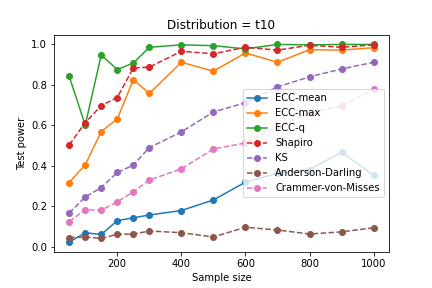 Distribution = t10
Test power
1.0
0.8
0.6
0.4
0.2
0.0
ECC-mean
ECC-max
ECC-q
Shapiro
KS
Anderson-Darling
Crammer-von-Misses
200
400
600
800
1000
Sample size